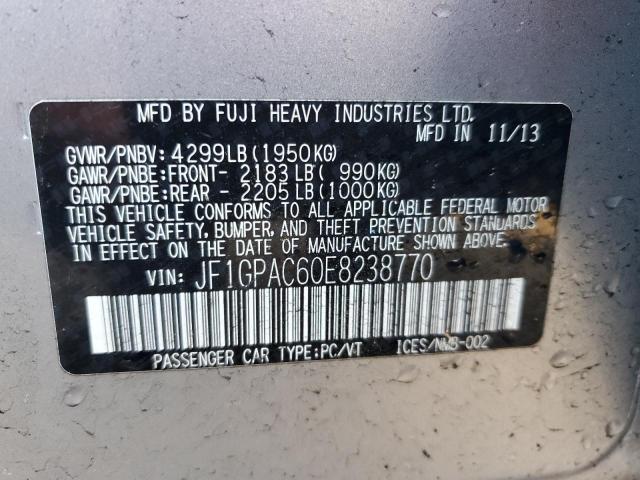 MFD BY FUJI HEAVY INDUSTRIES LTD.
MFD IN 11/13
GVWR/PNBV: 4299LB (1950KG)
GAWR/PNBE: FRONT- 2183LB ( 990KG)
GAWR/PNBE: REAR - 2205LB (1000KG)
THIS VEHICLE CONFORMS TO ALL APPLICABLE FEDERAL MOTOR
VEHICLE SAFETY, BUMPER, AND THEFT PREVENTION STANDARDS
IN EFFECT ON THE DATE OF MANUFACTURE SHOWN ABOVE.
VIN: JF1GPAC60E8238770
PASSENGER CAR TYPE:PC/VT ICES/NMB-002